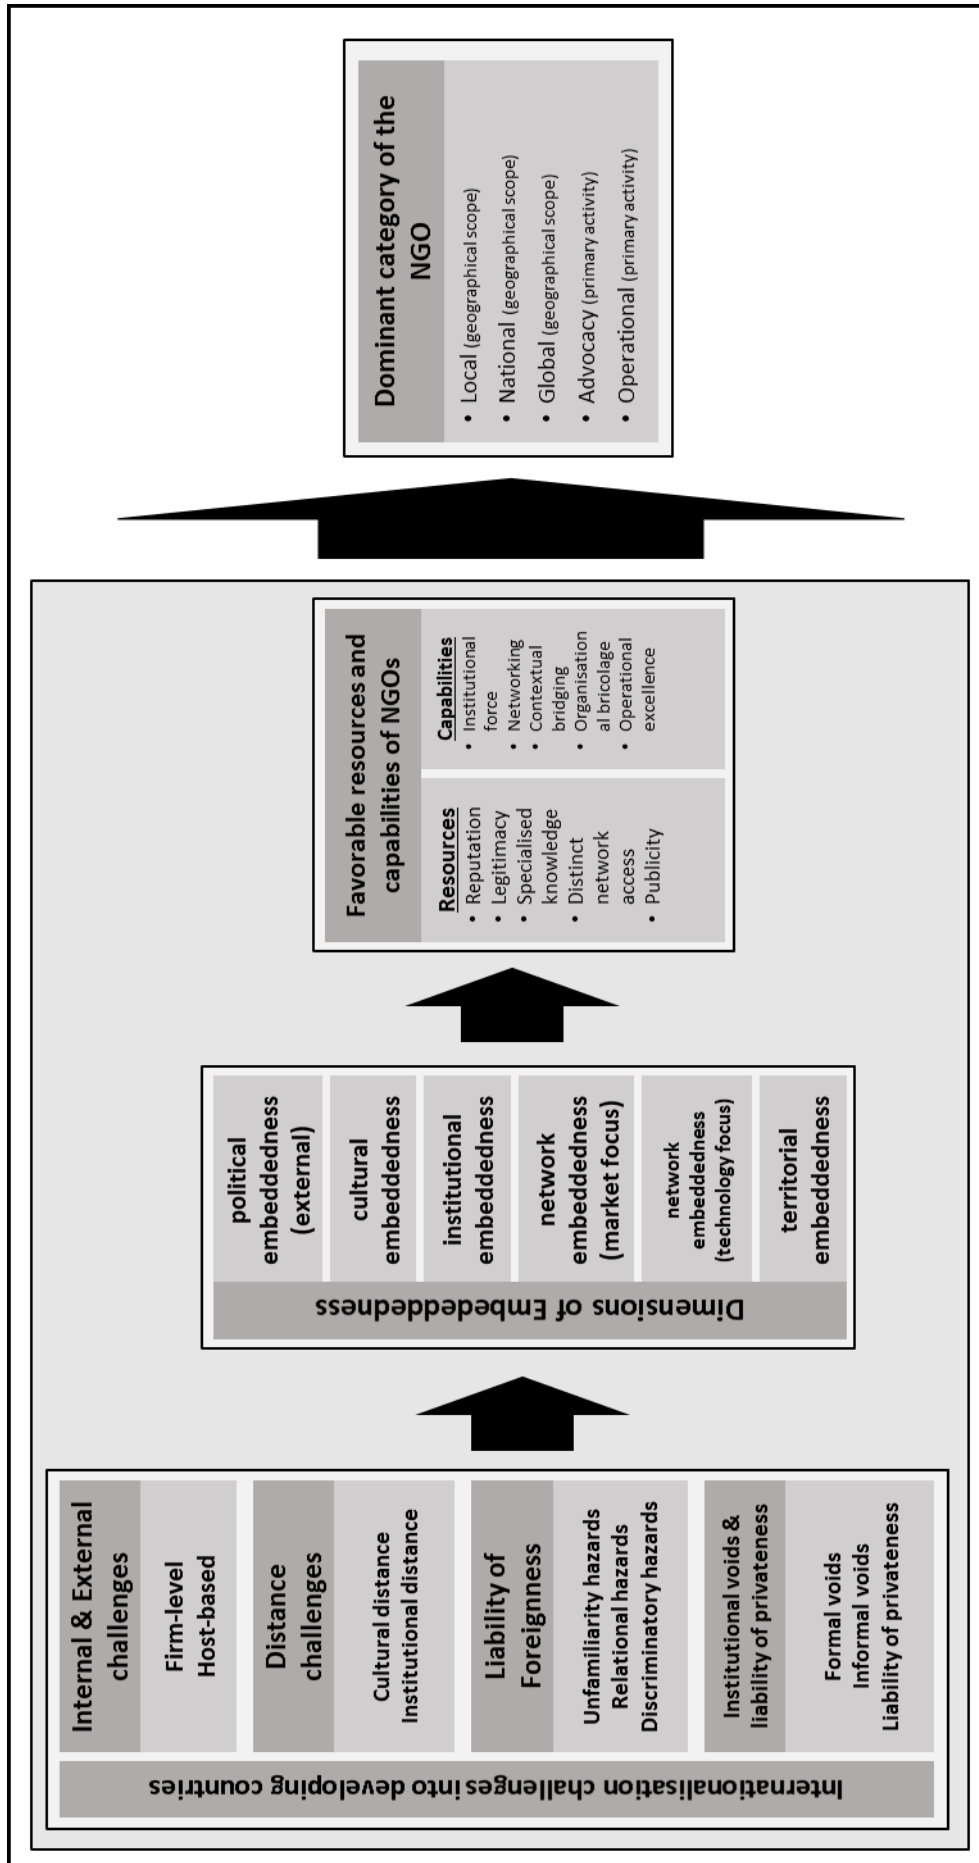 Internationalisation challenges into developing countries
Internal & External
challenges
Firm-level
Host-based
Distance
challenges
Cultural distance
Institutional distance
Liability of
Foreignness
Unfamiliarity hazards
Relational hazards
Discriminatory hazards
Institutional voids &
liability of privateness
Formal voids
Informal voids
Liability of privateness
Dimensions of Embededdedness
political
embeddedness
(external)
cultural
embeddedness
institutional
embeddedness
network
embeddedness
(market focus)
network
embeddedness
(technology focus)
territorial
embeddedness
Favorable resources and
capabilities of NGOs
Resources
• Reputation
• Legitimacy
• Specialised
knowledge
• Distinct
network
access
• Publicity
Capabilities
• Institutional
force
• Networking
• Contextual
bridging
• Organisation
al bricolage
• Operational
excellence
Dominant category of the
NGO
• Local (geographical scope)
• National (geographical scope)
• Global (geographical scope)
• Advocacy (primary activity)
• Operational (primary activity)